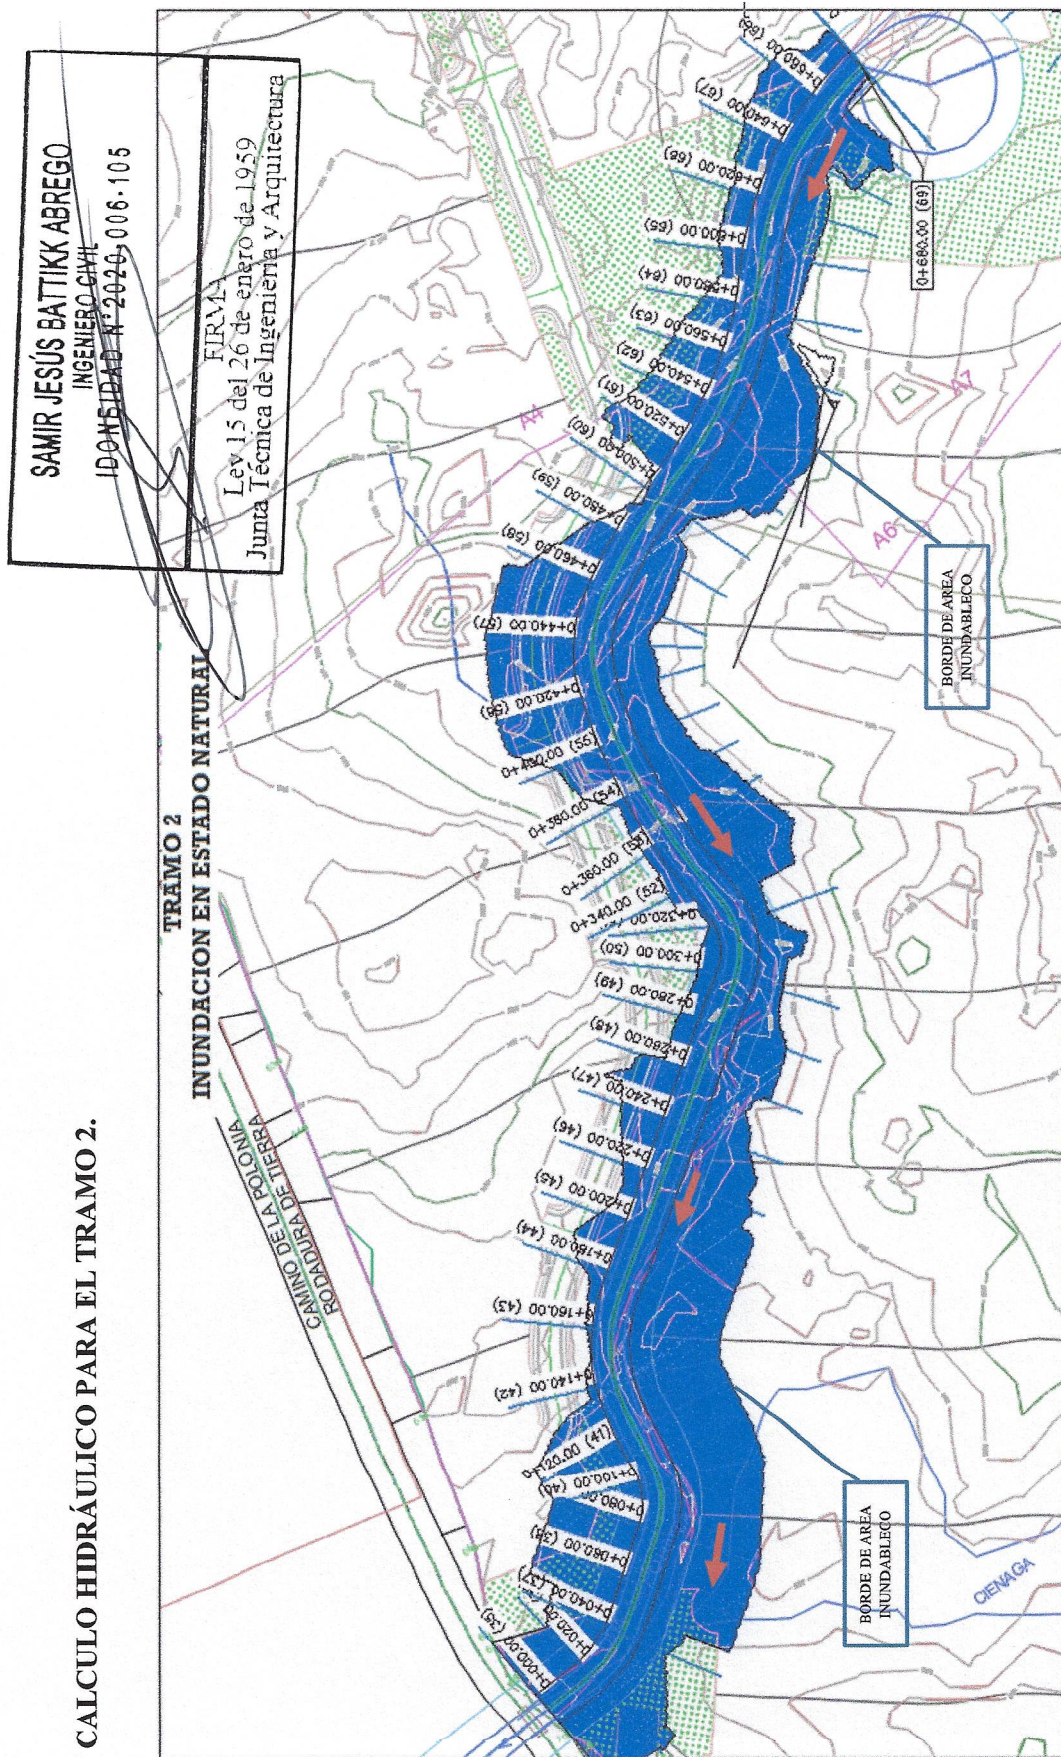 CALCULO HIDRÁULICO PARA EL TRAMO 2.
TRAMO 2
INUNDACION EN ESTADO NATURAL
SAMIR JESÚS BATTIKK ABREGO
INGENIERO CIVIL
IDONEIDAD N° 2020-006-105
FIRMA
Ley 15 del 26 de enero de 1959
Junta Técnica de Ingeniería y Arquitectura
CAMINO DE LA POLONIA
RODADURA DE TIERRA
0+000.00 (35)
0+020.00
0+040.00 (37)
0+060.00 (38)
0+080.00
0+100.00 (40)
0+120.00 (41)
0+140.00 (42)
0+160.00 (43)
0+180.00 (44)
0+200.00 (45)
0+220.00 (46)
0+240.00 (47)
0+260.00 (48)
0+280.00 (49)
0+300.00 (50)
0+320.00
0+340.00 (52)
0+360.00 (53)
0+380.00 (54)
0+400.00 (55)
0+420.00 (56)
0+440.00 (57)
0+460.00 (58)
0+480.00 (59)
0+500.00 (60)
0+520.00 (61)
0+540.00 (62)
0+560.00 (63)
0+580.00 (64)
0+600.00 (65)
0+620.00 (66)
0+640.00 (67)
0+660.00 (68)
0+680.00 (69)
A4
A6
A7
BORDE DE AREA
INUNDABLECO
BORDE DE AREA
INUNDABLECO
CIENAGA